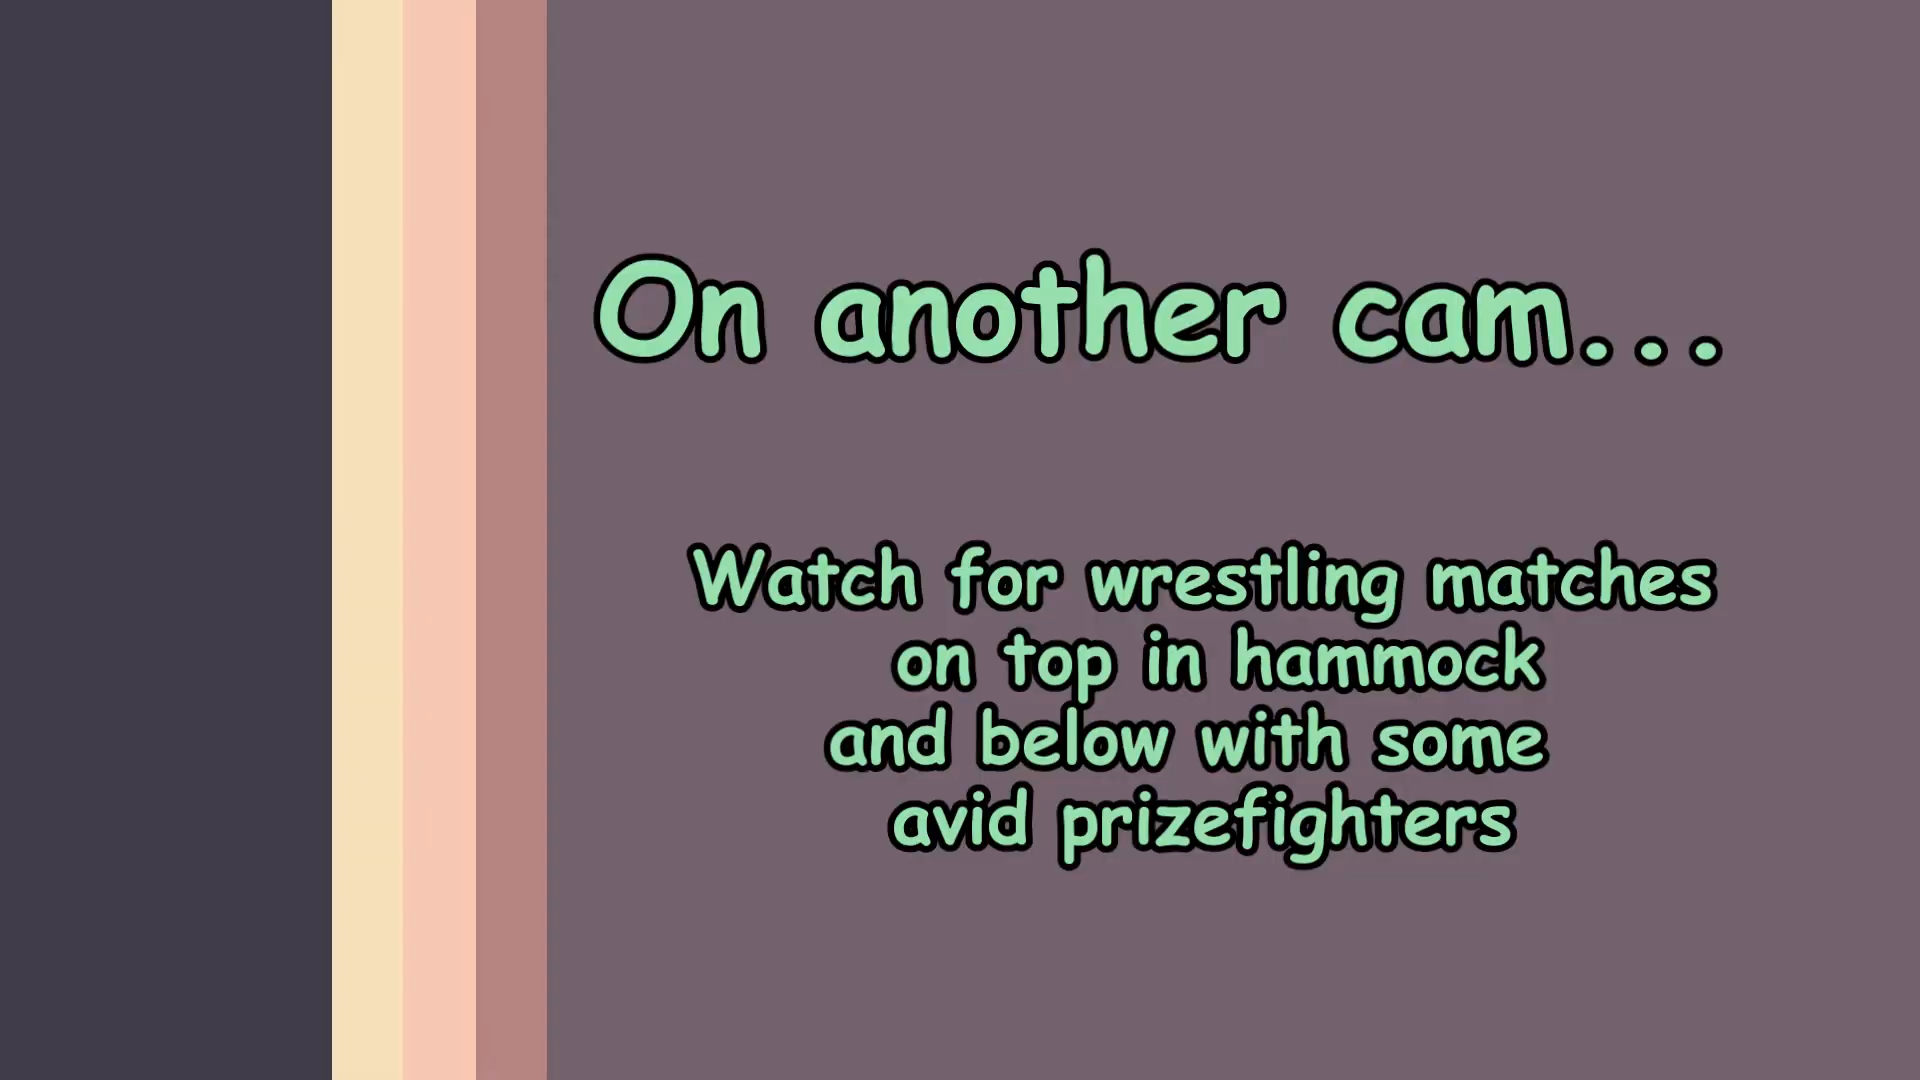 On another cam...
Watch for wrestling matches
on top in hammock
and below with some
avid prizefighters